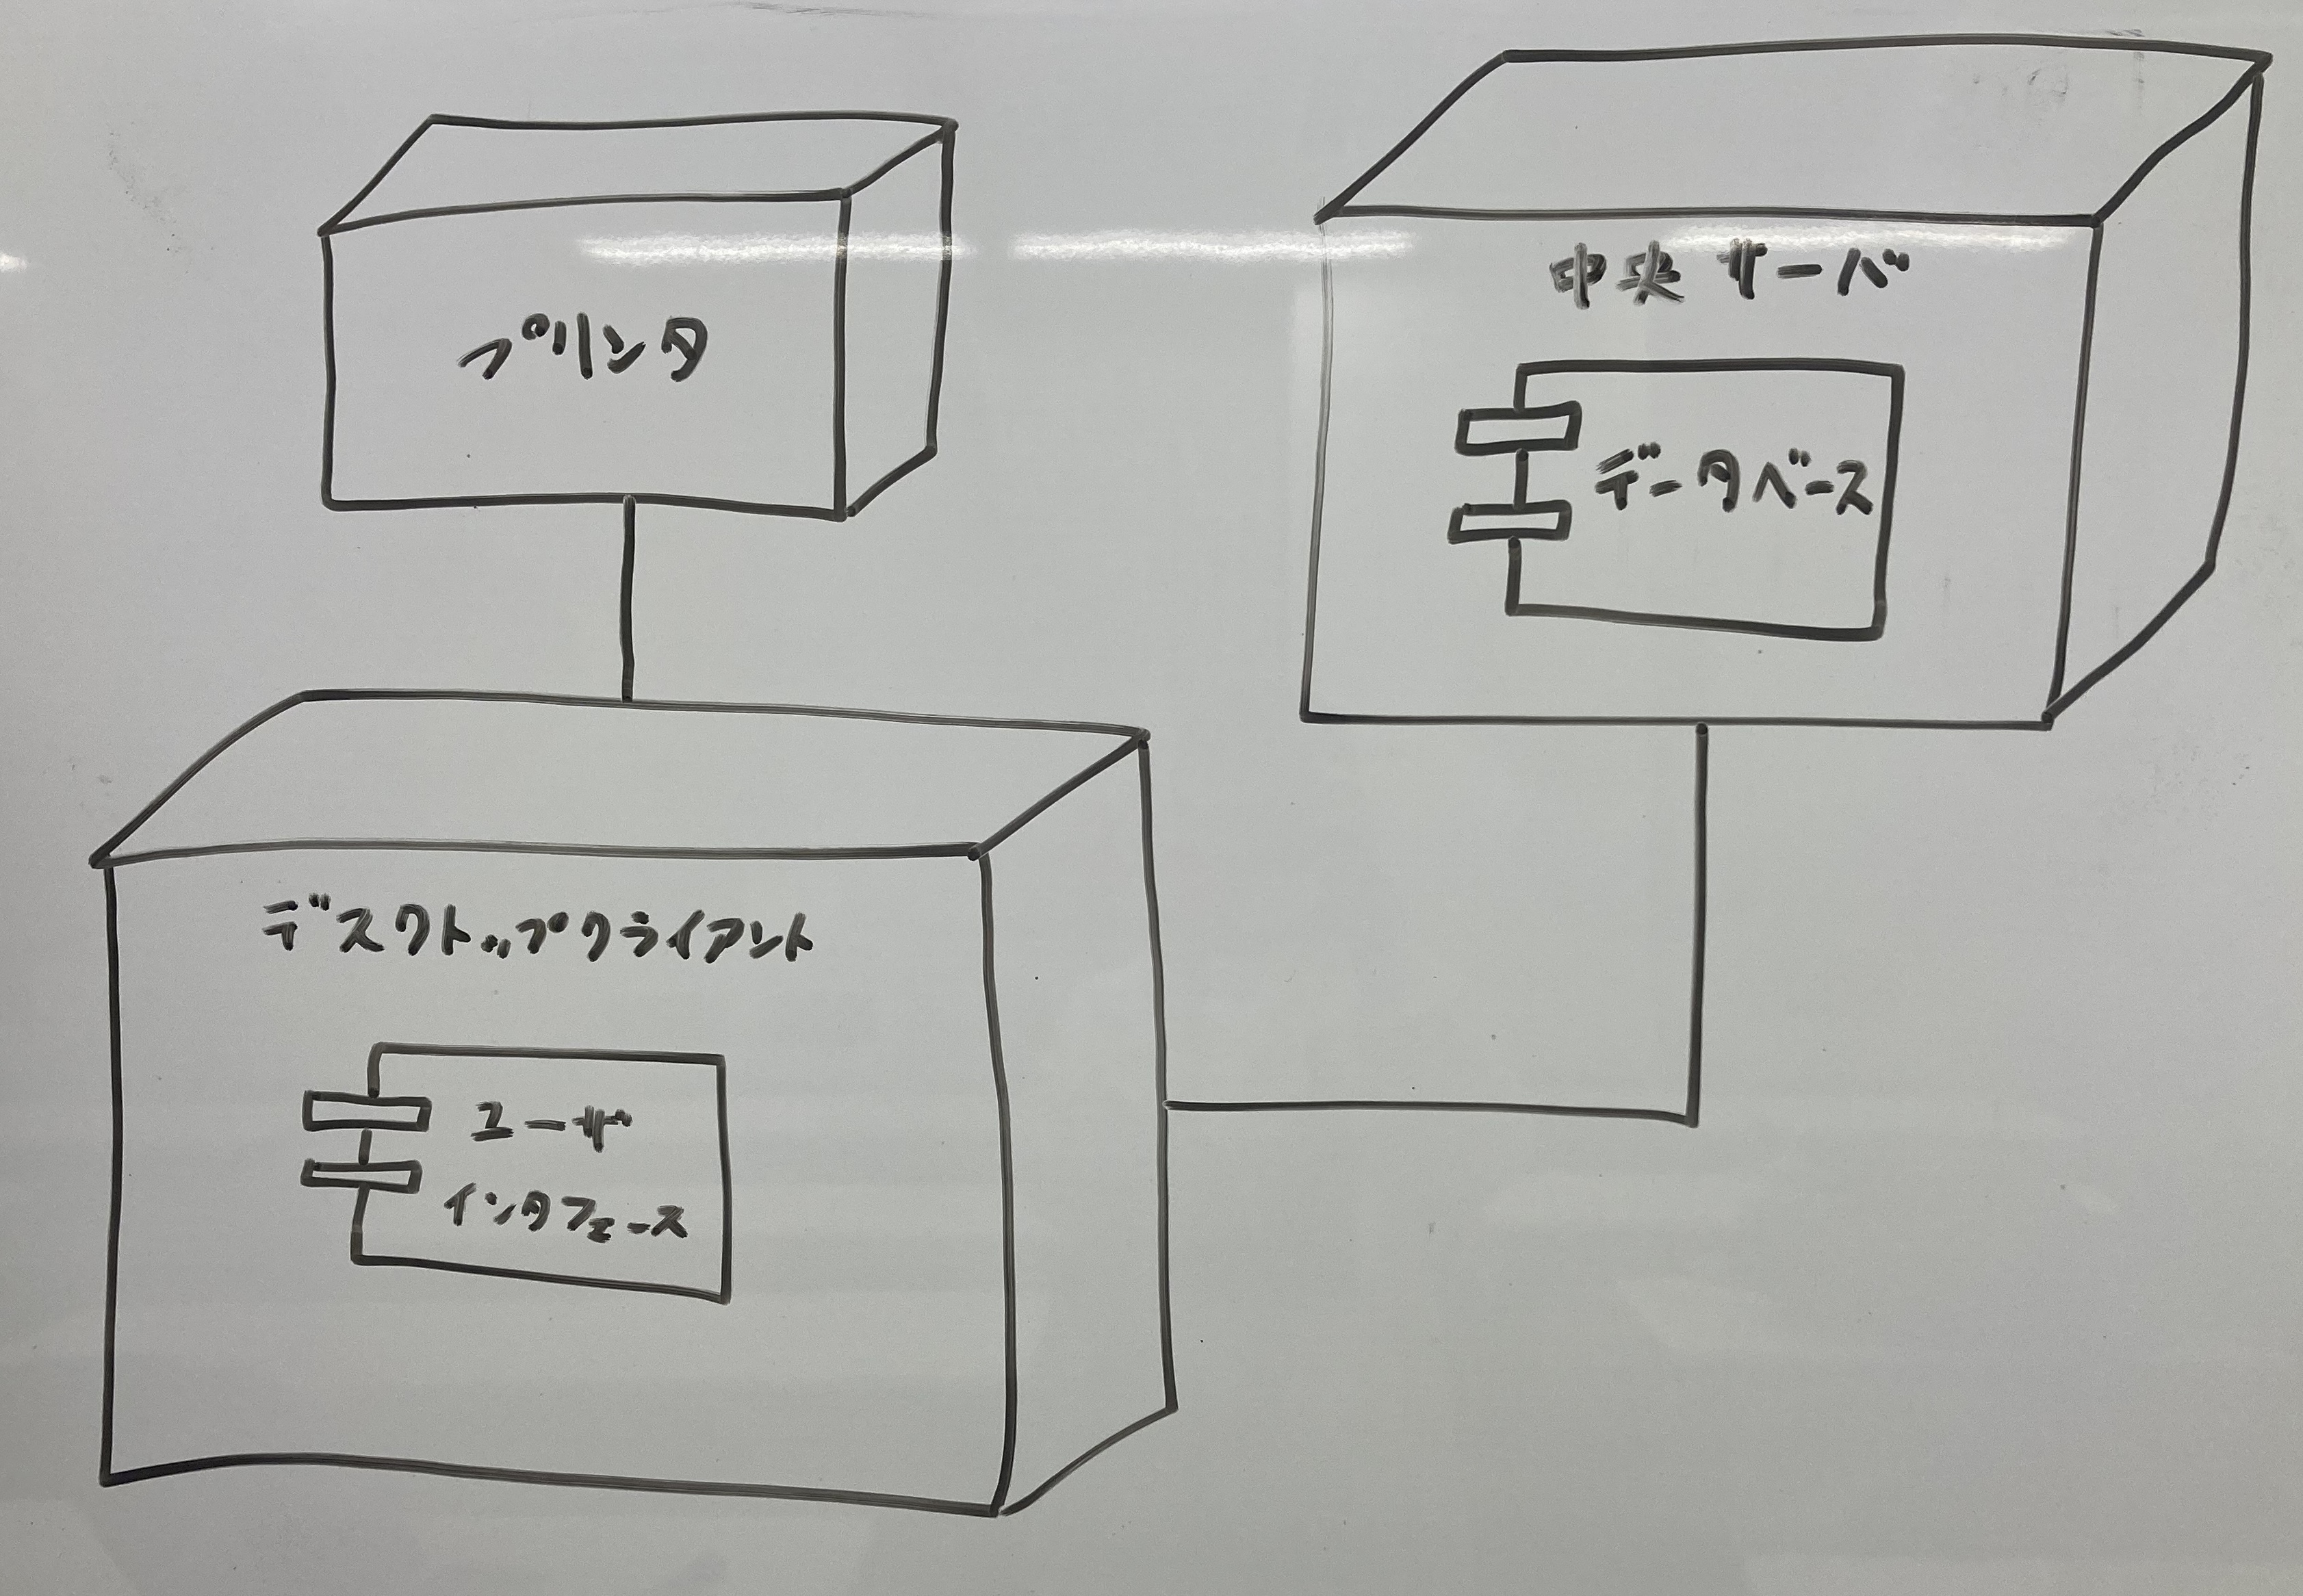 プリンタ
中央サーバ
データベース
デスクトップクライアント
ユーザ
インタフェース